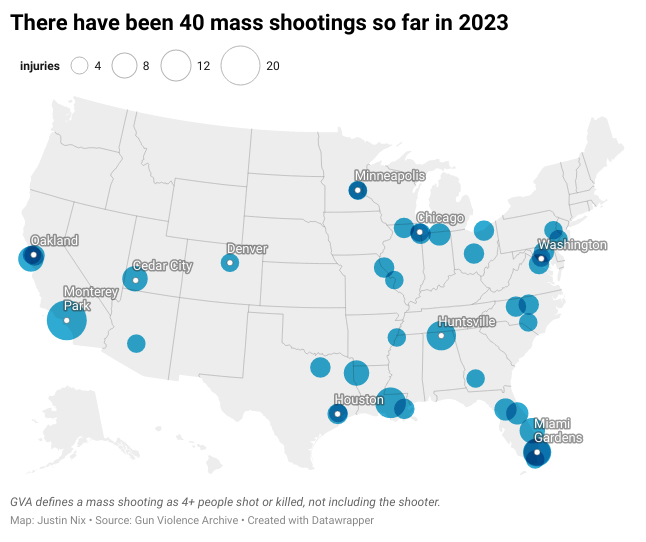 There have been 40 mass shootings so far in 2023
injuries 4 8 12 20
Minneapolis
Chicago
Oakland
Washington
Denver
Cedar City
Monterey
Park
Huntsville
Houston
Miami
Gardens
GVA defines a mass shooting as 4+ people shot or killed, not including the shooter.
Map: Justin Nix • Source: Gun Violence Archive • Created with Datawrapper